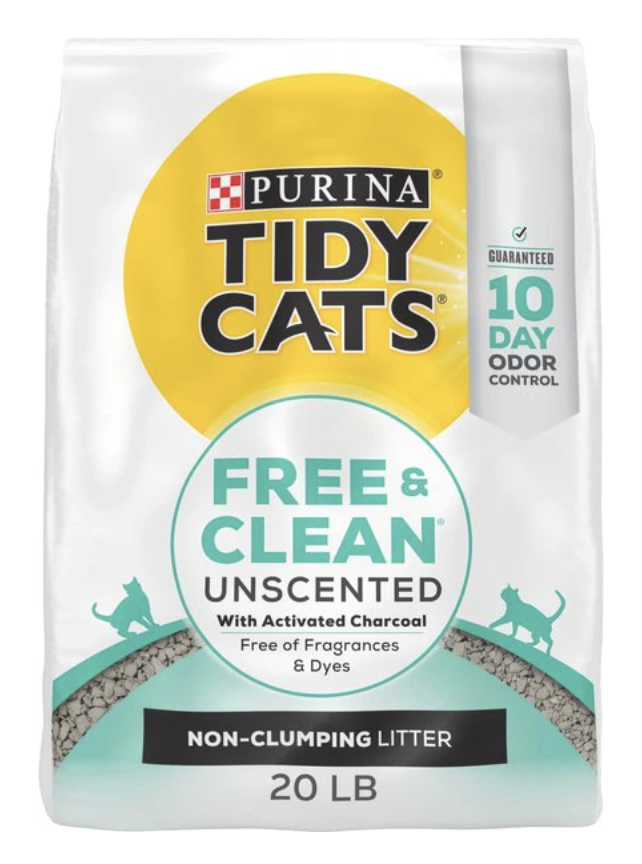 PURINA®
TIDY
CATS®
GUARANTEED
10
DAY
ODOR
CONTROL
FREE &
CLEAN®
UNSCENTED
With Activated Charcoal
Free of Fragrances
& Dyes
NON-CLUMPING LITTER
20 LB